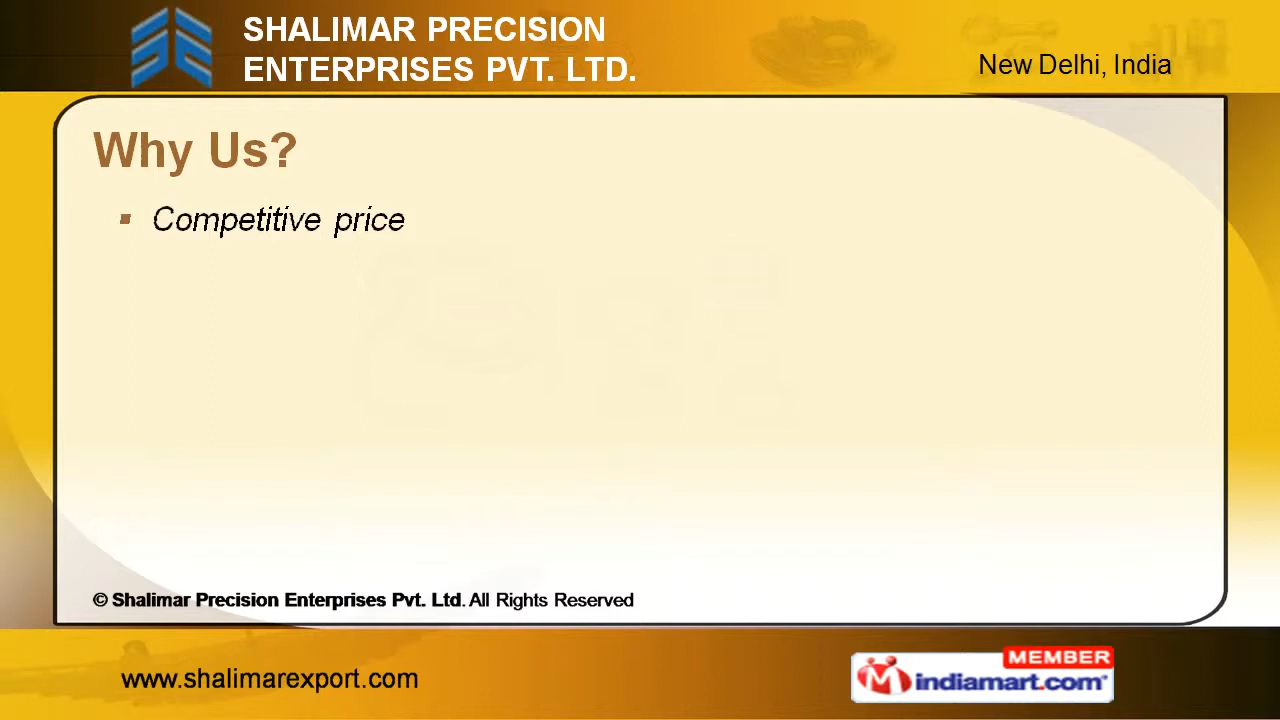 SHALIMAR PRECISION
ENTERPRISES PVT. LTD.
New Delhi, India
Why Us?
▪ Competitive price
© Shalimar Precision Enterprises Pvt. Ltd. All Rights Reserved
www.shalimarexport.com
MEMBER
indiamart.com